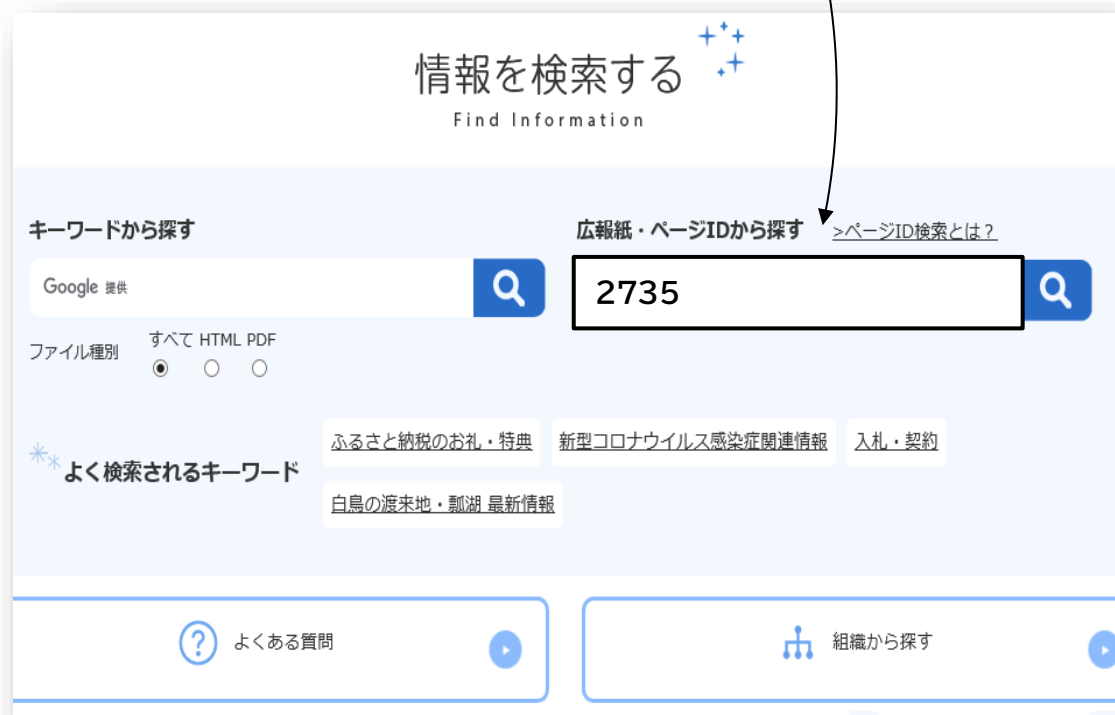 情報を検索する
Find Information
キーワードから探す
広報紙・ページIDから探す >ページID検索とは？
Google 提供
2735
ファイル種別 すべて HTML PDF
よく検索されるキーワード
ふるさと納税のお礼・特典 新型コロナウイルス感染症関連情報 入札・契約
白鳥の渡来地・瓢湖 最新情報
よくある質問
組織から探す